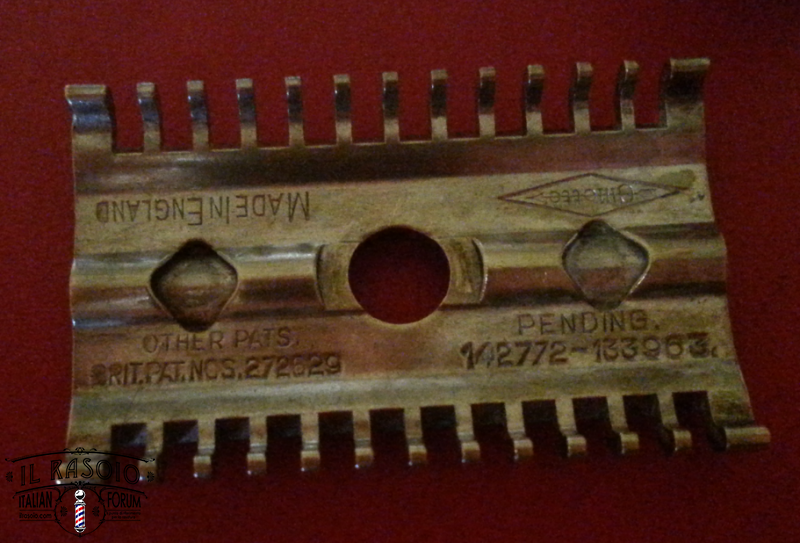 MADE IN ENGLAND
Gillette
OTHER PATS.
PENDING.
BRIT. PAT. NOS. 272629
142772-133963.
IL RASOIO
ITALIAN
FORUM